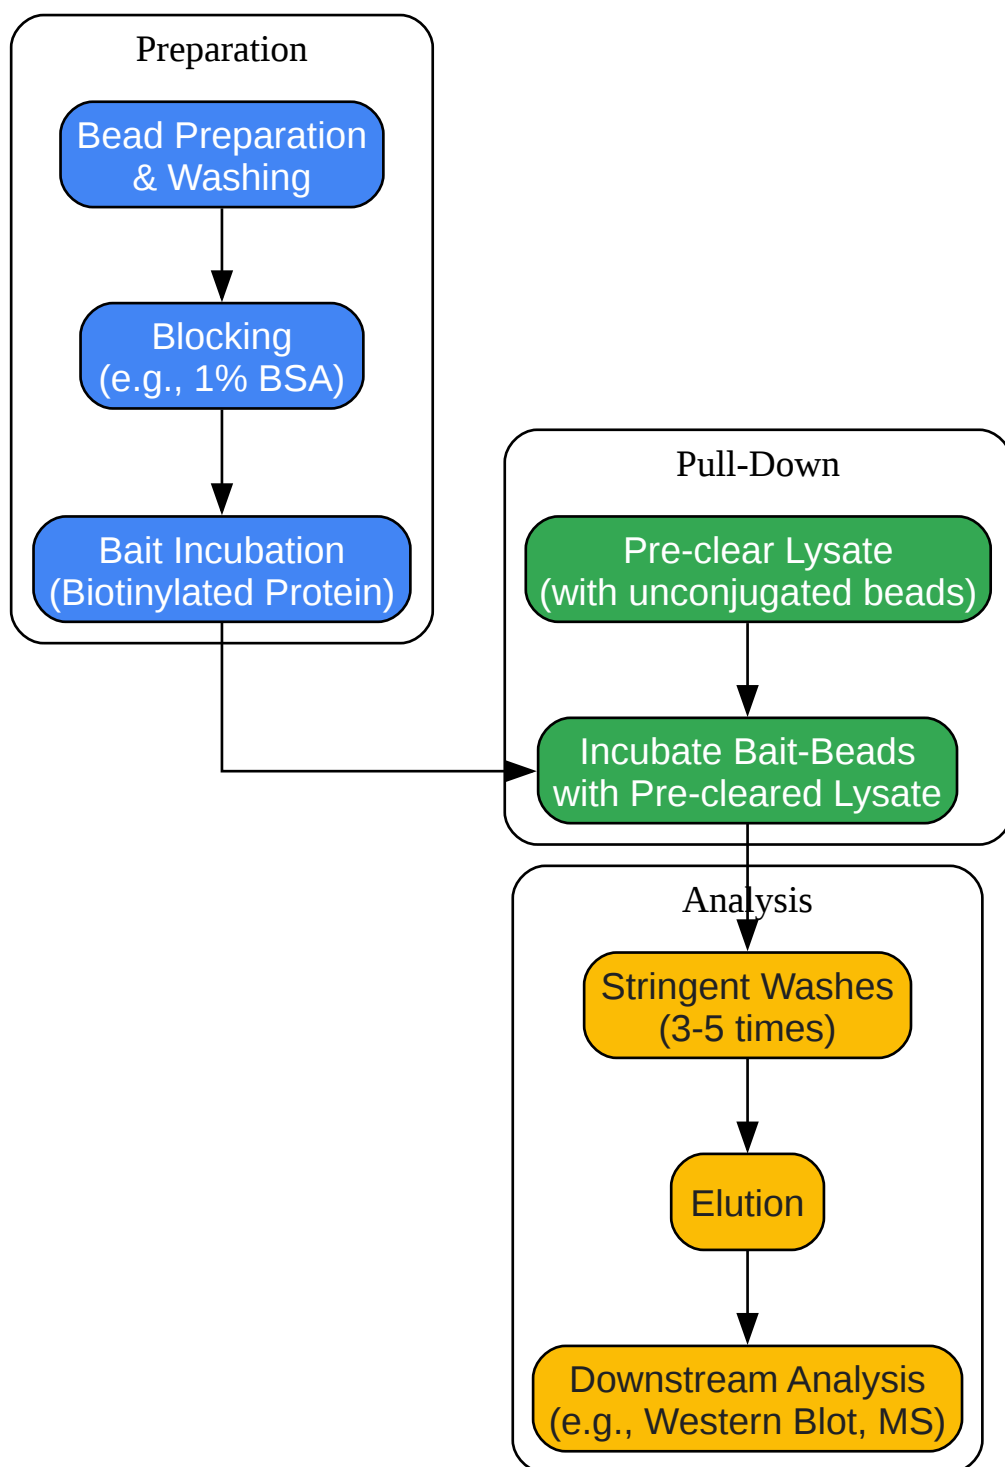 Preparation
Bead Preparation
& Washing
Blocking
(e.g., 1% BSA)
Bait Incubation
(Biotinylated Protein)
Pull-Down
Pre-clear Lysate
(with unconjugated beads)
Incubate Bait-Beads
with Pre-cleared Lysate
Analysis
Stringent Washes
(3-5 times)
Elution
Downstream Analysis
(e.g., Western Blot, MS)